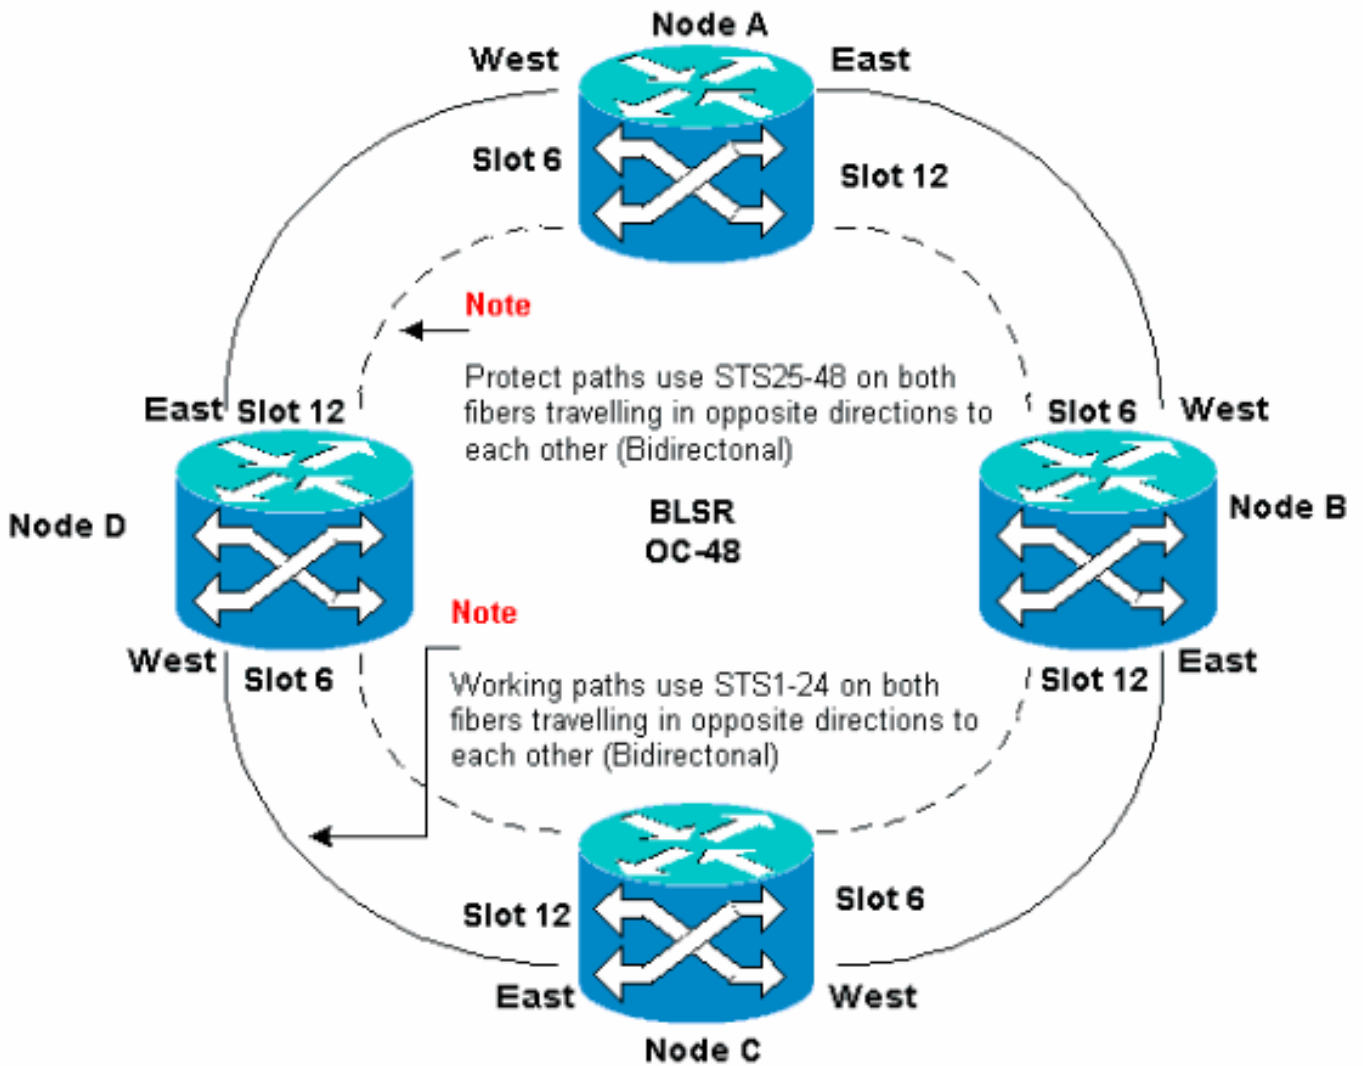 Node A
West
East
Slot 6
Slot 12
Note
Protect paths use STS25-48 on both
fibers travelling in opposite directions to
each other (Bidirectonal)
East Slot 12
Slot 6 West
Node D
BLSR
OC-48
Node B
Note
West
Slot 6
Working paths use STS1-24 on both
fibers travelling in opposite directions to
each other (Bidirectonal)
East
Slot 12
Slot 12
Slot 6
East
West
Node C